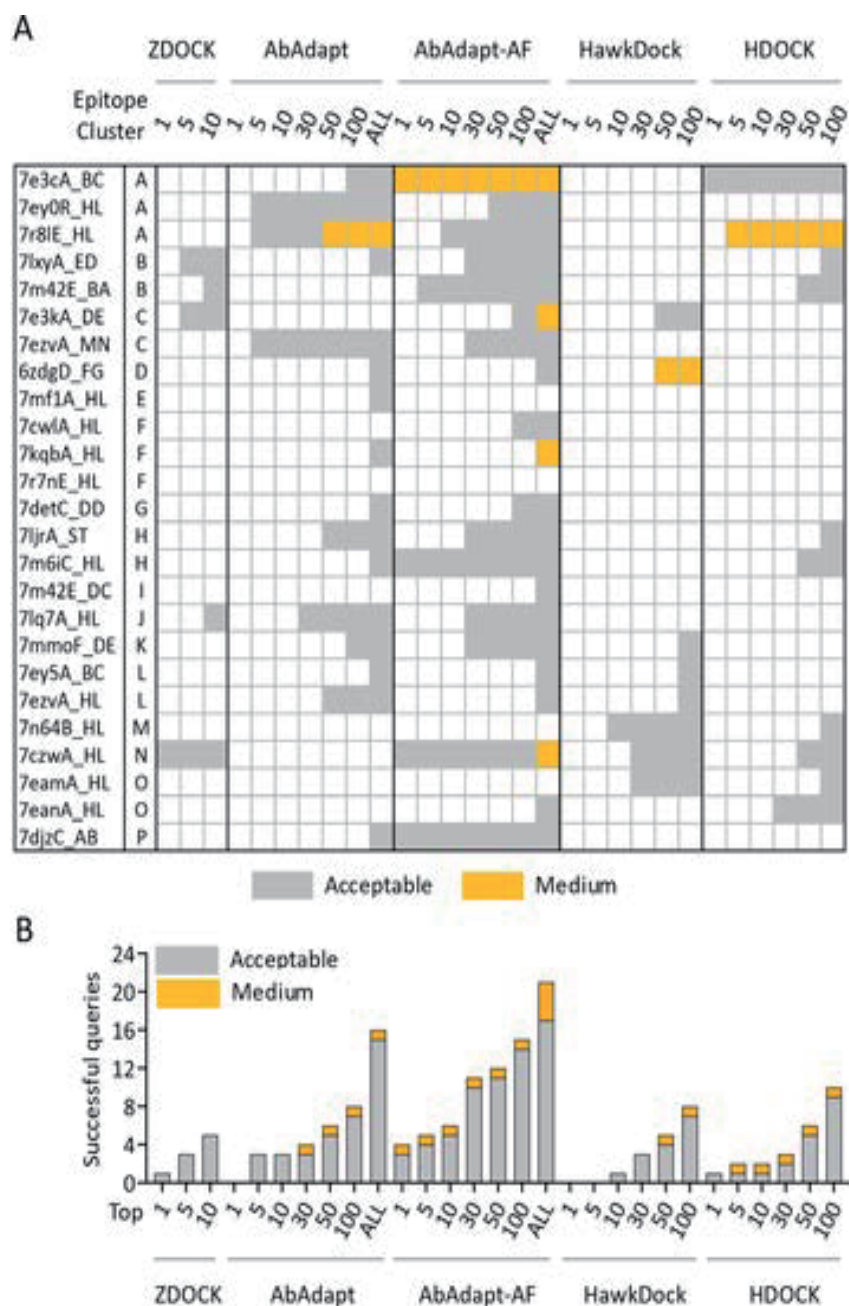 A
ZDOCK AbAdapt AbAdapt-AF HawkDock HDOCK
Epitope
Cluster 1 5 10 1 5 10 30 50 100 ALL 1 5 10 30 50 100 ALL 1 5 10 30 50 100 1 5 10 30 50 100
7e3cA_BC A
7ey0R_HL A
7r8lE_HL A
7lxyA_ED B
7m42E_BA B
7e3kA_DE C
7ezvA_MN C
6zdgD_FG D
7mf1A_HL E
7cwlA_HL F
7kqbA_HL F
7r7nE_HL F
7detC_DD G
7ljrA_ST H
7m6iC_HL H
7m42E_DC I
7lq7A_HL J
7mmoF_DE K
7ey5A_BC L
7ezvA_HL L
7n64B_HL M
7czwA_HL N
7eamA_HL O
7eanA_HL O
7djzC_AB P
Acceptable Medium
B
Acceptable
Medium
Successful queries
24
20
16
12
8
4
0
Top 1 5 10 1 5 10 30 50 100 ALL 1 5 10 30 50 100 ALL 1 5 10 30 50 100 1 5 10 30 50 100
ZDOCK AbAdapt AbAdapt-AF HawkDock HDOCK